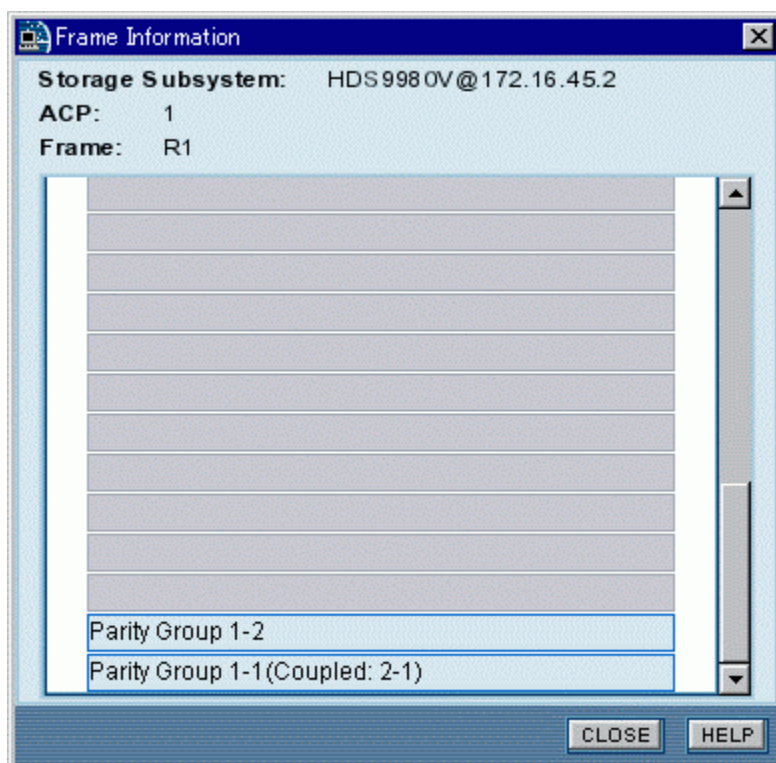 Frame Information
Storage Subsystem: HDS9980V@172.16.45.2
ACP: 1
Frame: R1
Parity Group 1-2
Parity Group 1-1(Coupled: 2-1)
CLOSE HELP